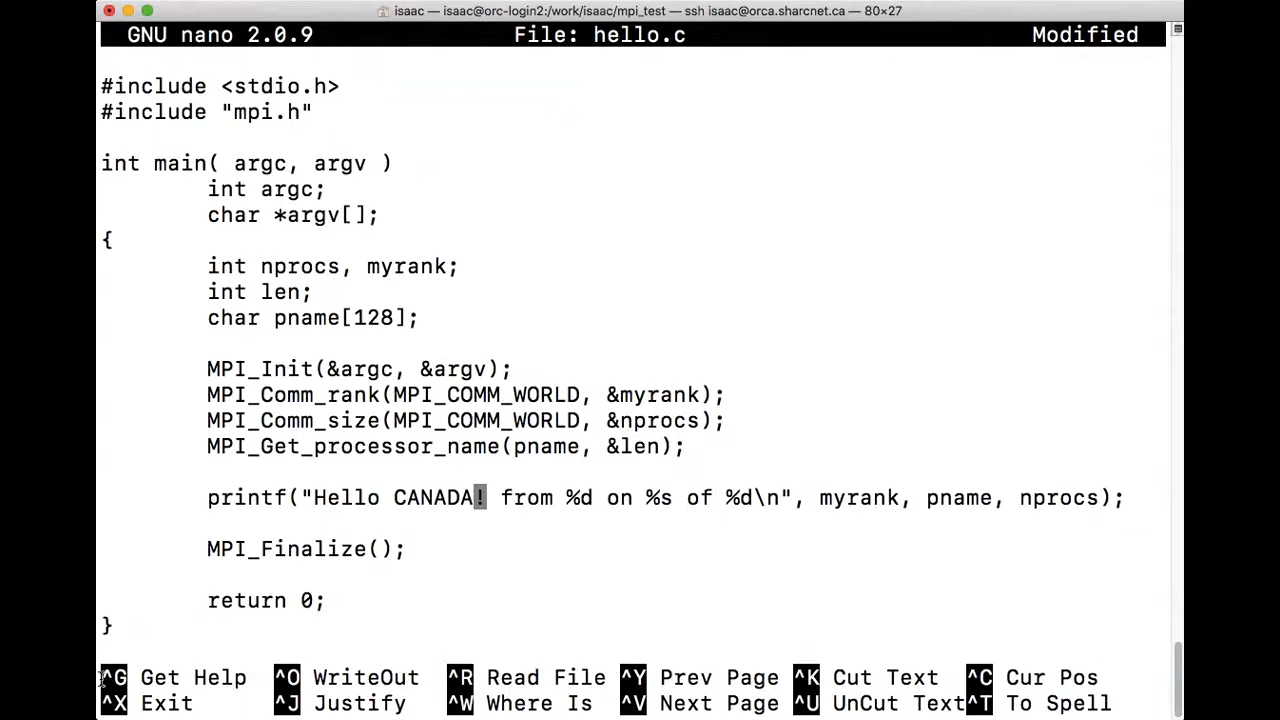 isaac — isaac@orc-login2:/work/isaac/mpi_test — ssh isaac@orca.sharcnet.ca — 80×27
GNU nano 2.0.9 File: hello.c Modified
#include <stdio.h>
#include "mpi.h"
int main( argc, argv )
int argc;
char *argv[];
{
int nprocs, myrank;
int len;
char pname[128];
MPI_Init(&argc, &argv);
MPI_Comm_rank(MPI_COMM_WORLD, &myrank);
MPI_Comm_size(MPI_COMM_WORLD, &nprocs);
MPI_Get_processor_name(pname, &len);
printf("Hello CANADA! from %d on %s of %d\n", myrank, pname, nprocs);
MPI_Finalize();
return 0;
}
^G Get Help ^O WriteOut ^R Read File ^Y Prev Page ^K Cut Text ^C Cur Pos
^X Exit ^J Justify ^W Where Is ^V Next Page ^U UnCut Text ^T To Spell